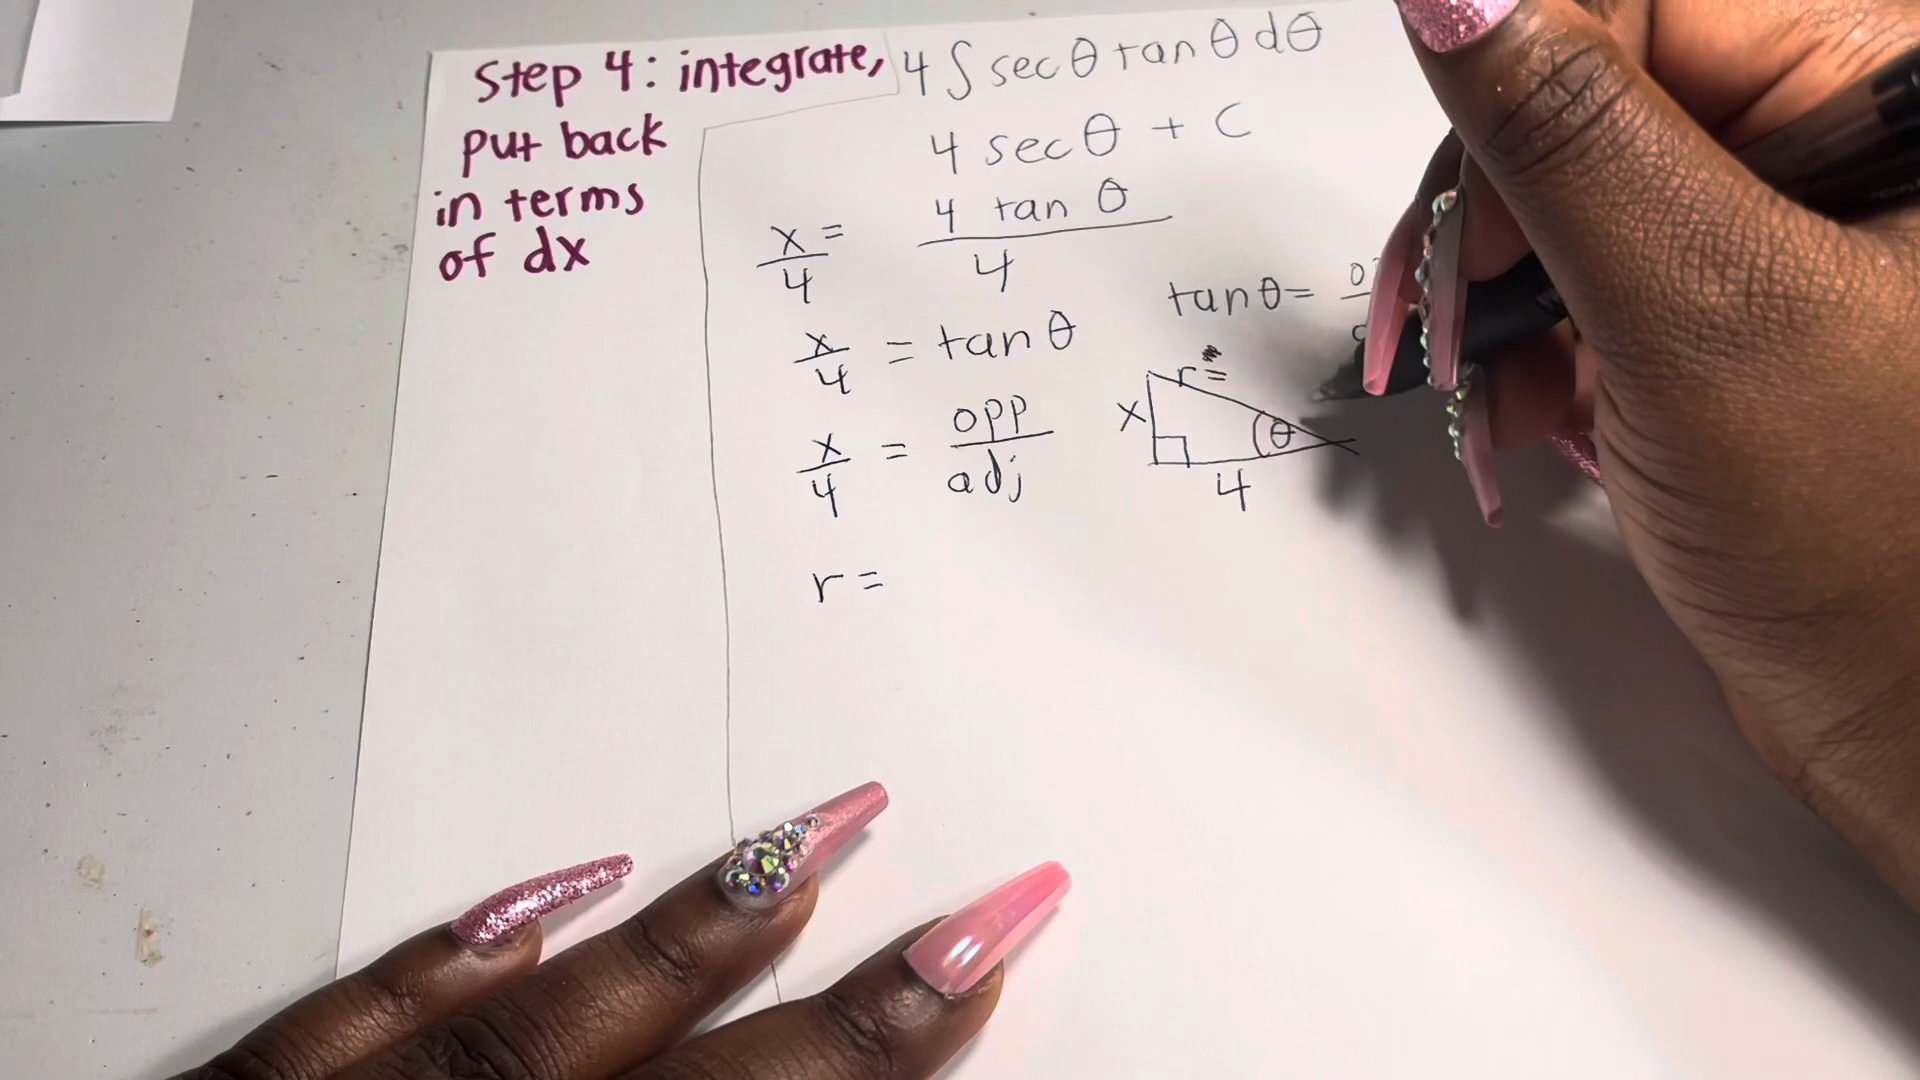 Step 4: integrate,
put back
in terms
of dx
4 ∫ sec θ tan θ dθ
4 sec θ + C
x/4 = 4 tan θ/4
x/4 = tan θ
x/4 = opp/adj
r =
tan θ =
r =
x
θ
4